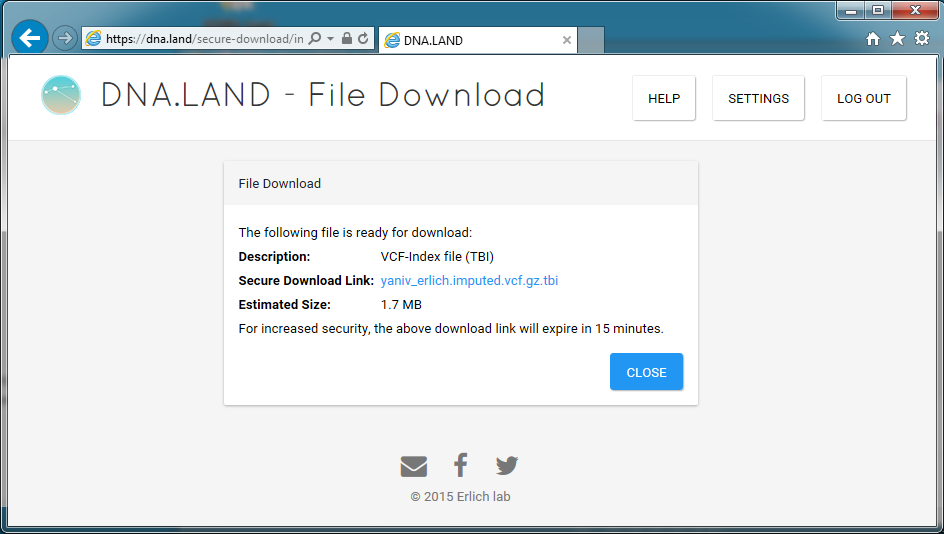 https://dna.land/secure-download/in
DNA.LAND
DNA.LAND - File Download
HELP
SETTINGS
LOG OUT
File Download
The following file is ready for download:
Description: VCF-Index file (TBI)
Secure Download Link: yaniv_erlich.imputed.vcf.gz.tbi
Estimated Size: 1.7 MB
For increased security, the above download link will expire in 15 minutes.
CLOSE
© 2015 Erlich lab